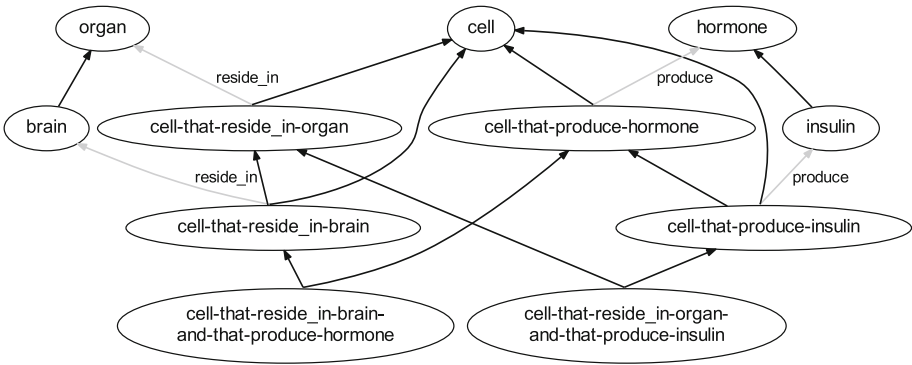 organ
cell
hormone
reside_in
produce
brain
cell-that-reside_in-organ
cell-that-produce-hormone
insulin
reside_in
produce
cell-that-reside_in-brain
cell-that-produce-insulin
cell-that-reside_in-brain-
and-that-produce-hormone
cell-that-reside_in-organ-
and-that-produce-insulin